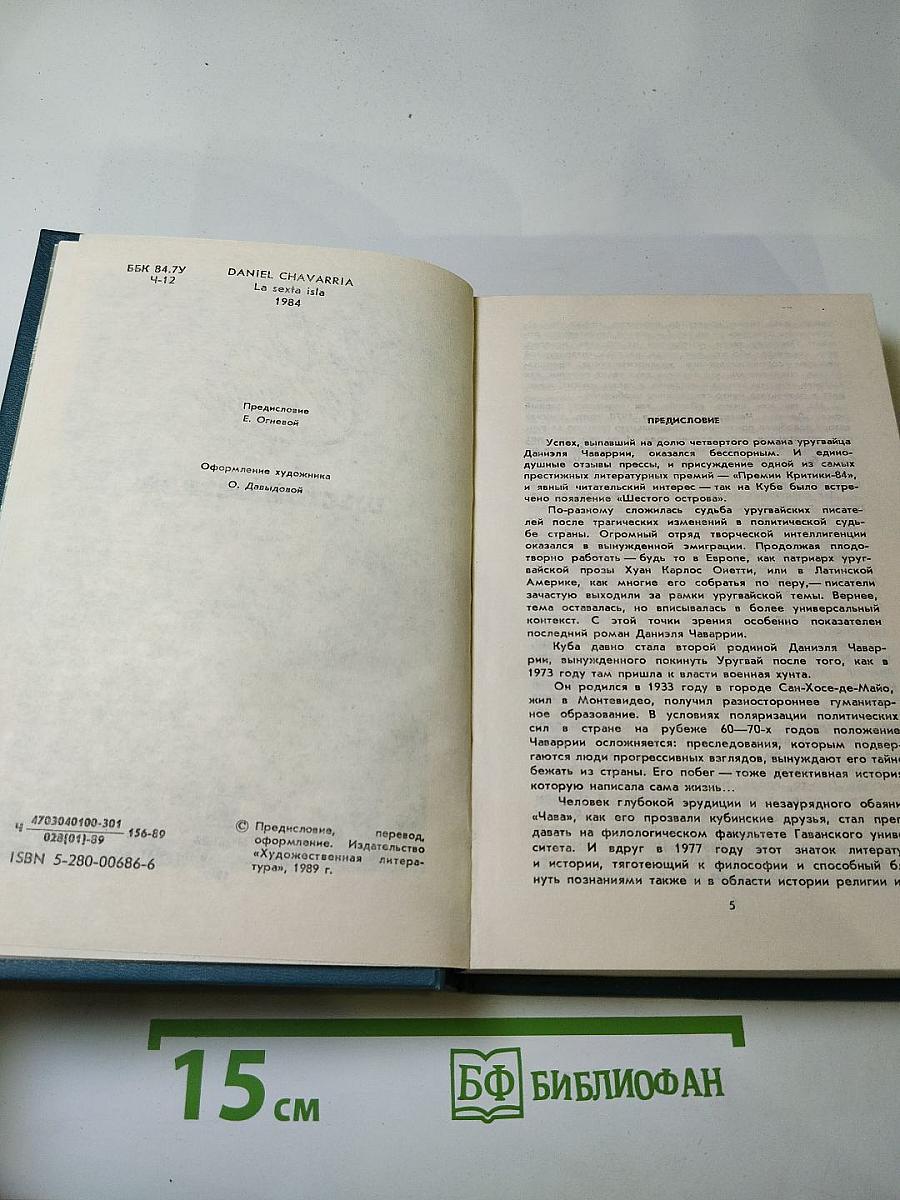 ББК 84.7У
Ч-12
DANIEL CHAVARRIA
La sexta isla
1984
Предисловие
Е. Огневой
Оформление художника
О. Давыдовой
Ч 4703040100-301
028(01)-89
156-89
ISBN 5-280-00686-6
© Предисловие, перевод,
оформление. Издательство
«Художественная литера-
тура», 1989 г.
ПРЕДИСЛОВИЕ
Успех, выпавший на долю четвертого романа уругвайца
Даниэля Чаваррии, оказался бесспорным. И едино-
душные отзывы прессы, и присуждение одной из самых
престижных литературных премий — «Премии Критики-84»,
и явный читательский интерес — так на Кубе было встре-
чено появление «Шестого острова».
По-разному сложилась судьба уругвайских писате-
лей после трагических изменений в политической судь-
бе страны. Огромный отряд творческой интеллигенции
оказался в вынужденной эмиграции. Продолжая плодо-
творно работать — будь то в Европе, как патриарх уруг-
вайской прозы Хуан Карлос Онетти, или в Латинской
Америке, как многие его собратья по перу,— писатели
зачастую выходили за рамки уругвайской темы. Вернее,
тема оставалась, но вписывалась в более универсальный
контекст. С этой точки зрения особенно показателен
последний роман Даниэля Чаваррии.
Куба давно стала второй родиной Даниэля Чавар-
рии, вынужденного покинуть Уругвай после того, как в
1973 году там пришла к власти военная хунта.
Он родился в 1933 году в городе Сан-Хосе-де-Майо,
жил в Монтевидео, получил разностороннее гуманитар-
ное образование. В условиях поляризации политических
сил в стране на рубеже 60—70-х годов положение
Чаваррии осложняется: преследования, которым подвер-
гаются люди прогрессивных взглядов, вынуждают его тайно
бежать из страны. Его побег — тоже детективная история,
которую написала сама жизнь...
Человек глубокой эрудиции и незаурядного обаяни
«Чава», как его прозвали кубинские друзья, стал преп
давать на филологическом факультете Гаванского униве
ситета. И вдруг в 1977 году этот знаток литерату
и истории, тяготеющий к философии и способный бл
нуть познаниями также и в области истории религии и
5
15 см
БФ БИБЛИОФАН